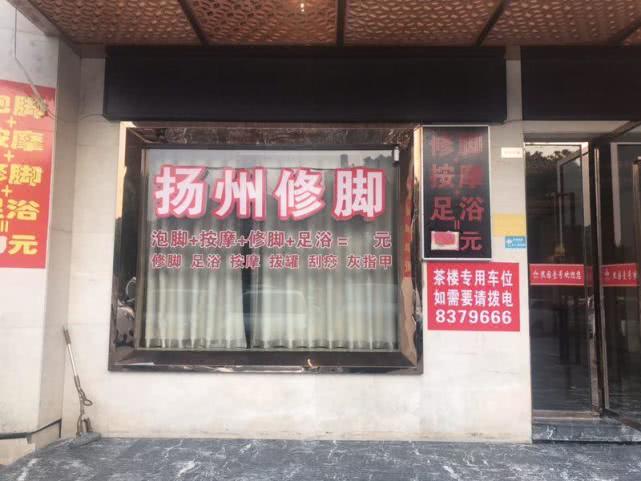 泡脚
+
按摩
+
修脚
+
足浴
=
元
扬州修脚
泡脚+按摩+修脚+足浴= 元
修脚 足浴 按摩 拔罐 刮痧 灰指甲
修脚
按摩
足浴
=
元
茶楼专用车位
如需要请拨电
8379666